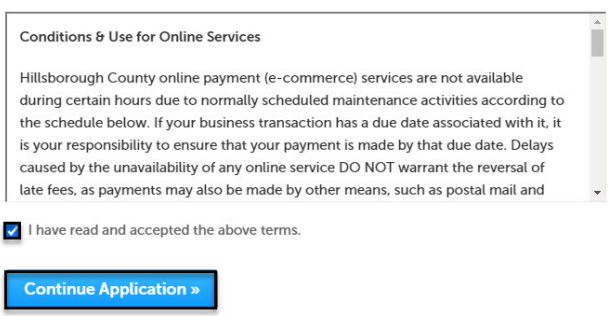 Conditions & Use for Online Services
Hillsborough County online payment (e-commerce) services are not available
during certain hours due to normally scheduled maintenance activities according to
the schedule below. If your business transaction has a due date associated with it, it
is your responsibility to ensure that your payment is made by that due date. Delays
caused by the unavailability of any online service DO NOT warrant the reversal of
late fees, as payments may also be made by other means, such as postal mail and
I have read and accepted the above terms.
Continue Application »